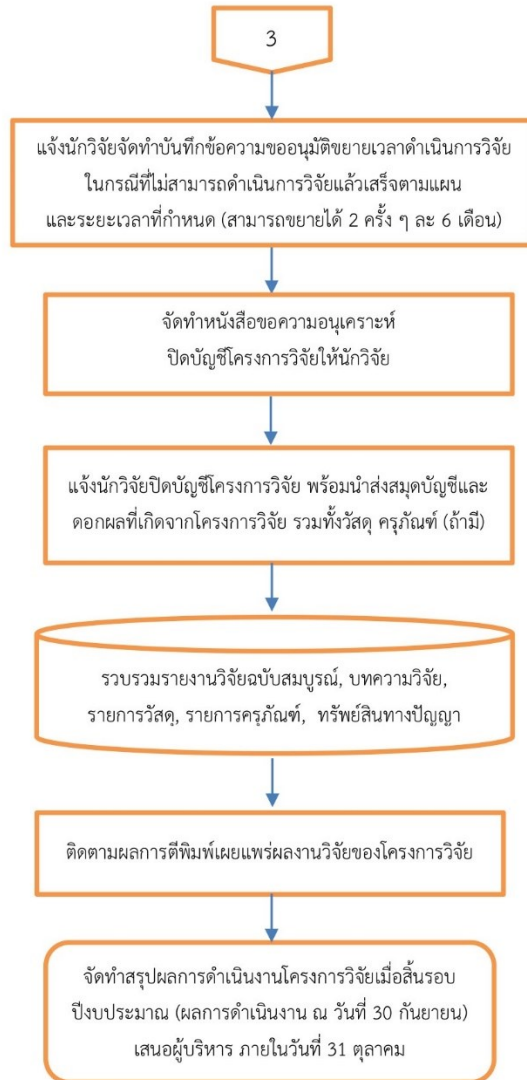 3
แจ้งนักวิจัยจัดทำบันทึกข้อความขออนุมัติขยายเวลาดำเนินการวิจัย
ในกรณีที่ไม่สามารถดำเนินการวิจัยแล้วเสร็จตามแผน
และระยะเวลาที่กำหนด (สามารถขยายได้ 2 ครั้ง ๆ ละ 6 เดือน)
จัดทำหนังสือขอความอนุเคราะห์
ปิดบัญชีโครงการวิจัยให้นักวิจัย
แจ้งนักวิจัยปิดบัญชีโครงการวิจัย พร้อมนำส่งสมุดบัญชีและ
ดอกผลที่เกิดจากโครงการวิจัย รวมทั้งวัสดุ ครุภัณฑ์ (ถ้ามี)
รวบรวมรายงานวิจัยฉบับสมบูรณ์, บทความวิจัย,
รายการวัสดุ, รายการครุภัณฑ์, ทรัพย์สินทางปัญญา
ติดตามผลการตีพิมพ์เผยแพร่ผลงานวิจัยของโครงการวิจัย
จัดทำสรุปผลการดำเนินงานโครงการวิจัยเมื่อสิ้นรอบ
ปีงบประมาณ (ผลการดำเนินงาน ณ วันที่ 30 กันยายน)
เสนอผู้บริหาร ภายในวันที่ 31 ตุลาคม